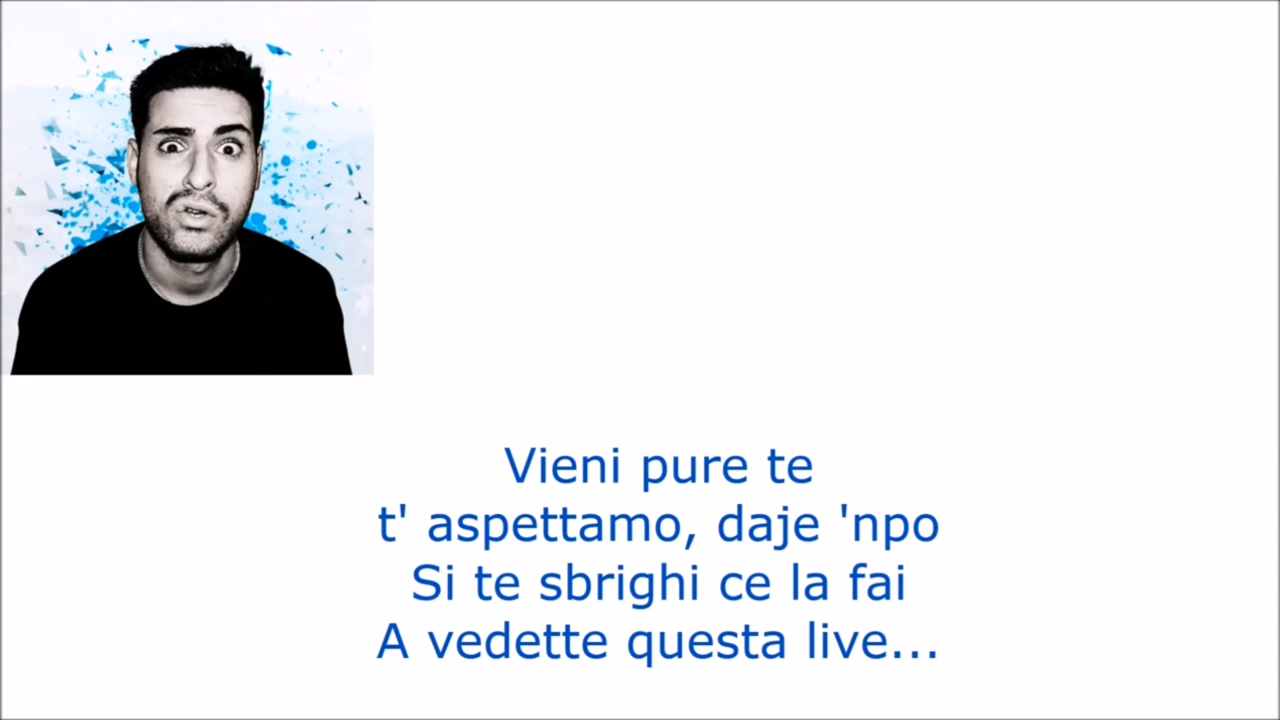 Vieni pure te
t' aspettamo, daje 'npo
Si te sbrighi ce la fai
A vedette questa live...